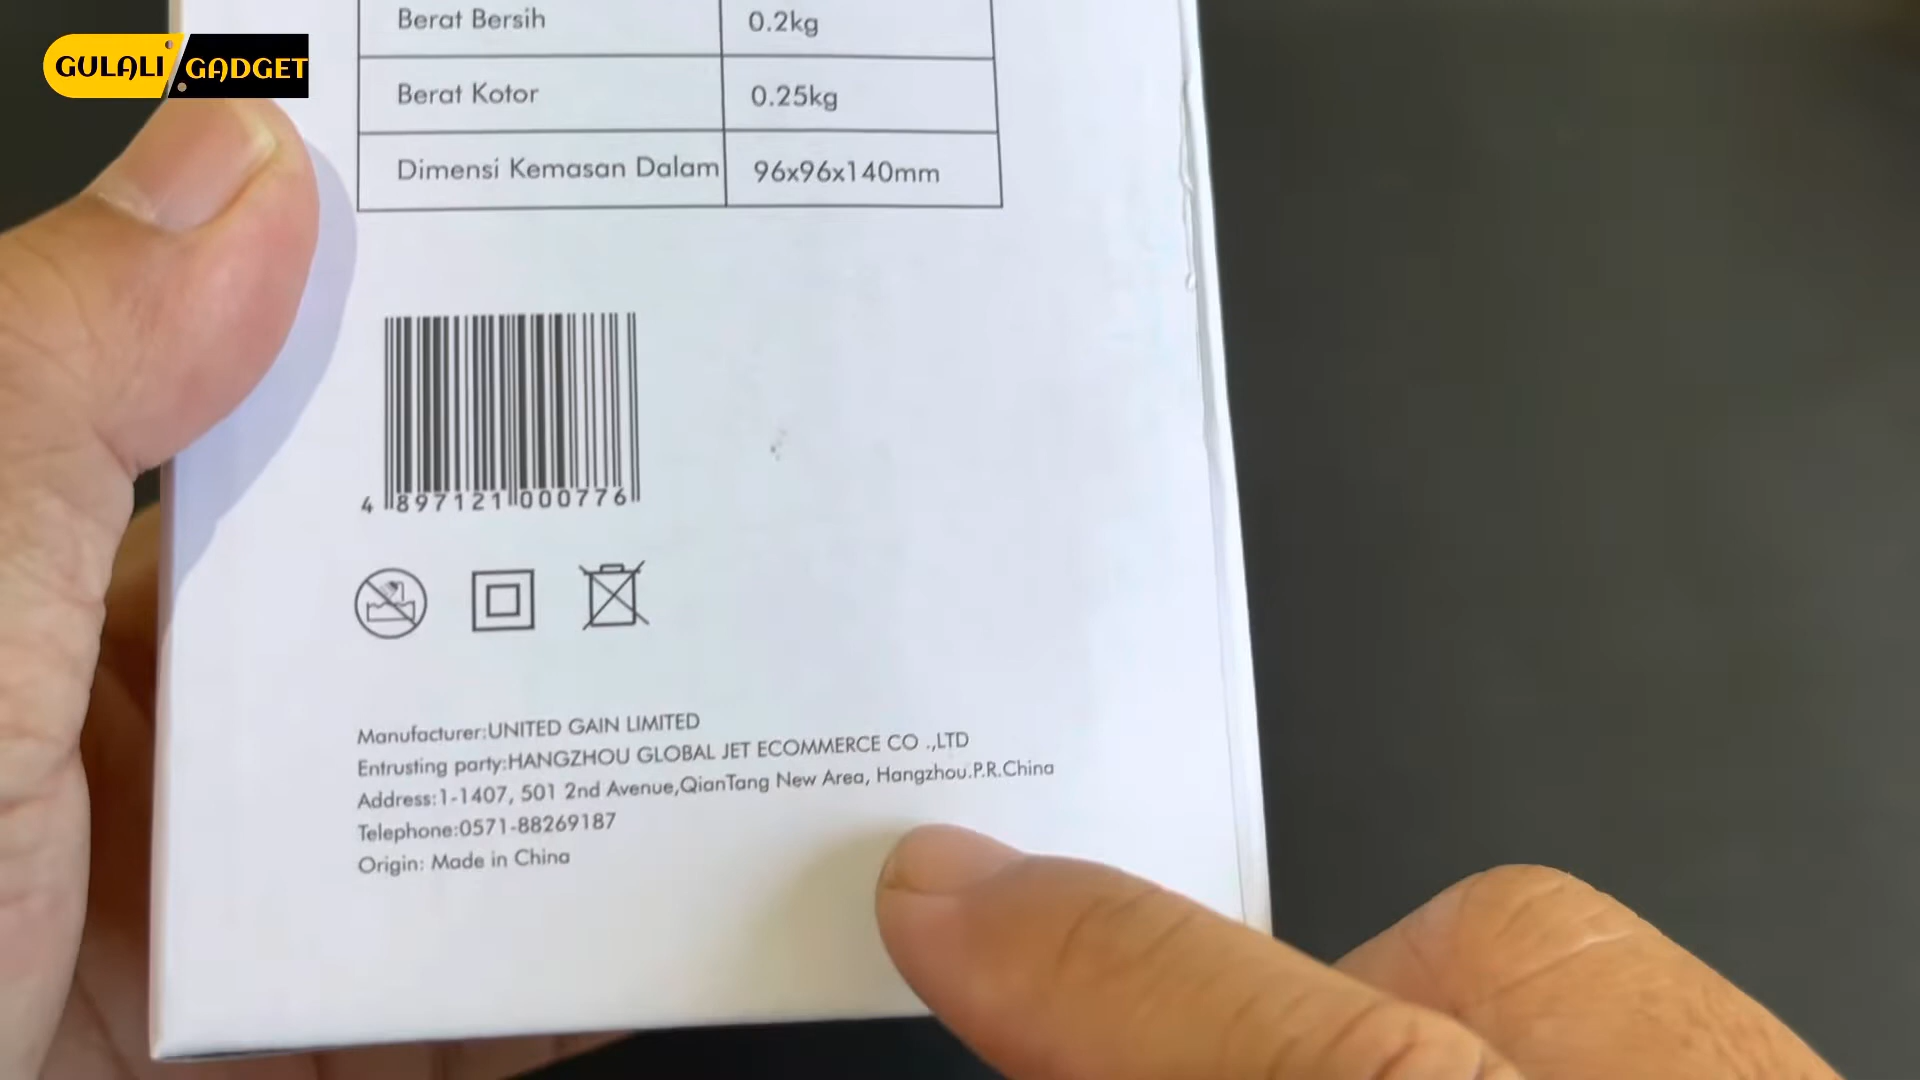 GULALI GADGET
Berat Bersih 0.2kg
Berat Kotor 0.25kg
Dimensi Kemasan Dalam 96x96x140mm
4 897121 000776
Manufacturer:UNITED GAIN LIMITED
Entrusting party:HANGZHOU GLOBAL JET ECOMMERCE CO .,LTD
Address:1-1407, 501 2nd Avenue,QianTang New Area, Hangzhou.P.R.China
Telephone:0571-88269187
Origin: Made in China